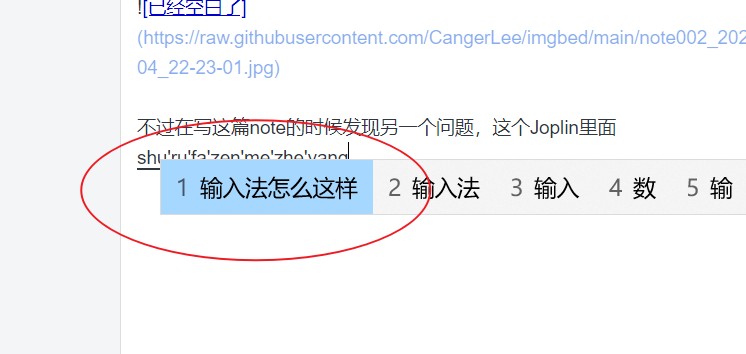 ![已经空白了]
(https://raw.githubusercontent.com/CangerLee/imgbed/main/note002_202
04_22-23-01.jpg)
不过在写这篇note的时候发现另一个问题，这个Joplin里面
shu'ru'fa'zen'me'zhe'yang
1 输入法怎么这样 2 输入法 3 输入 4 数 5 输